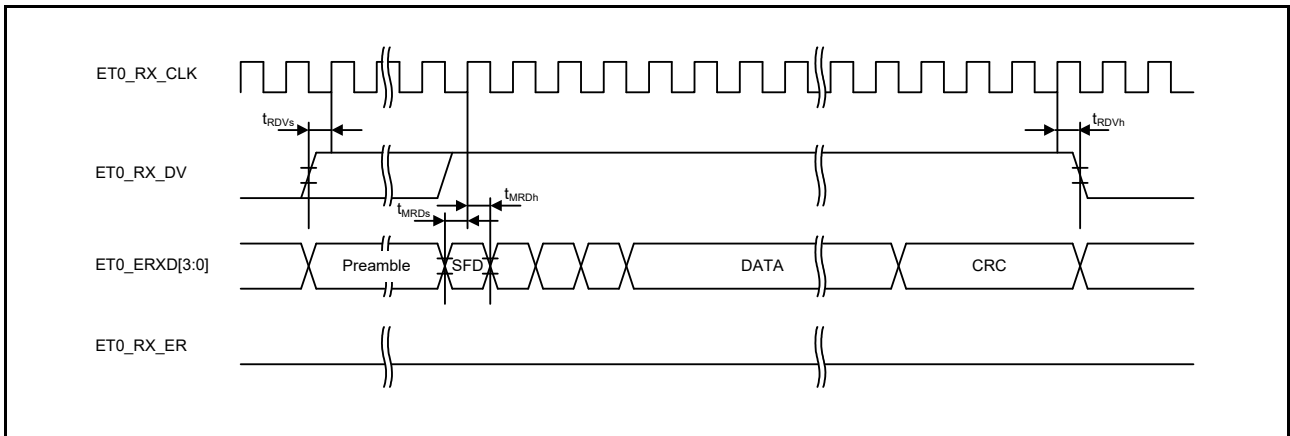 ET0_RX_CLK
tRDVs
tRDVh
ET0_RX_DV
tMRDs
tMRDh
ET0_ERXD[3:0]
Preamble
SFD
DATA
CRC
ET0_RX_ER